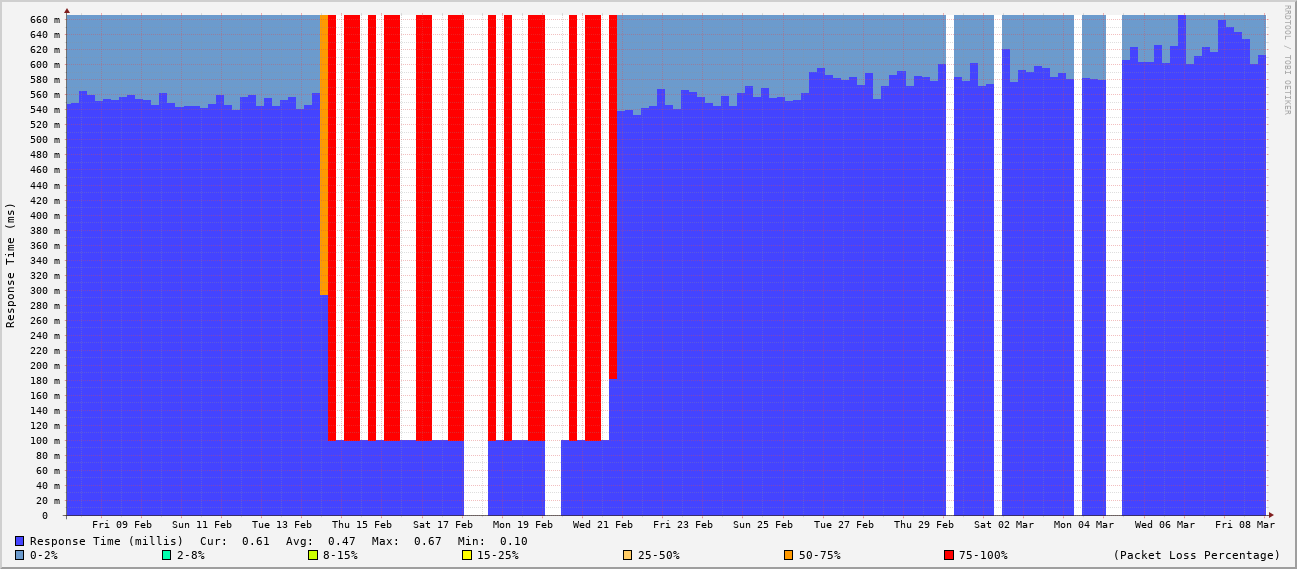 RRDTOOL / TOBI OETIKER
Response Time (ms)
660 m
640 m
620 m
600 m
580 m
560 m
540 m
520 m
500 m
480 m
460 m
440 m
420 m
400 m
380 m
360 m
340 m
320 m
300 m
280 m
260 m
240 m
220 m
200 m
180 m
160 m
140 m
120 m
100 m
80 m
60 m
40 m
20 m
0
Fri 09 Feb Sun 11 Feb Tue 13 Feb Thu 15 Feb Sat 17 Feb Mon 19 Feb Wed 21 Feb Fri 23 Feb Sun 25 Feb Tue 27 Feb Thu 29 Feb Sat 02 Mar Mon 04 Mar Wed 06 Mar Fri 08 Mar
Response Time (millis) Cur: 0.61 Avg: 0.47 Max: 0.67 Min: 0.10
0-2% 2-8% 8-15% 15-25% 25-50% 50-75% 75-100% (Packet Loss Percentage)